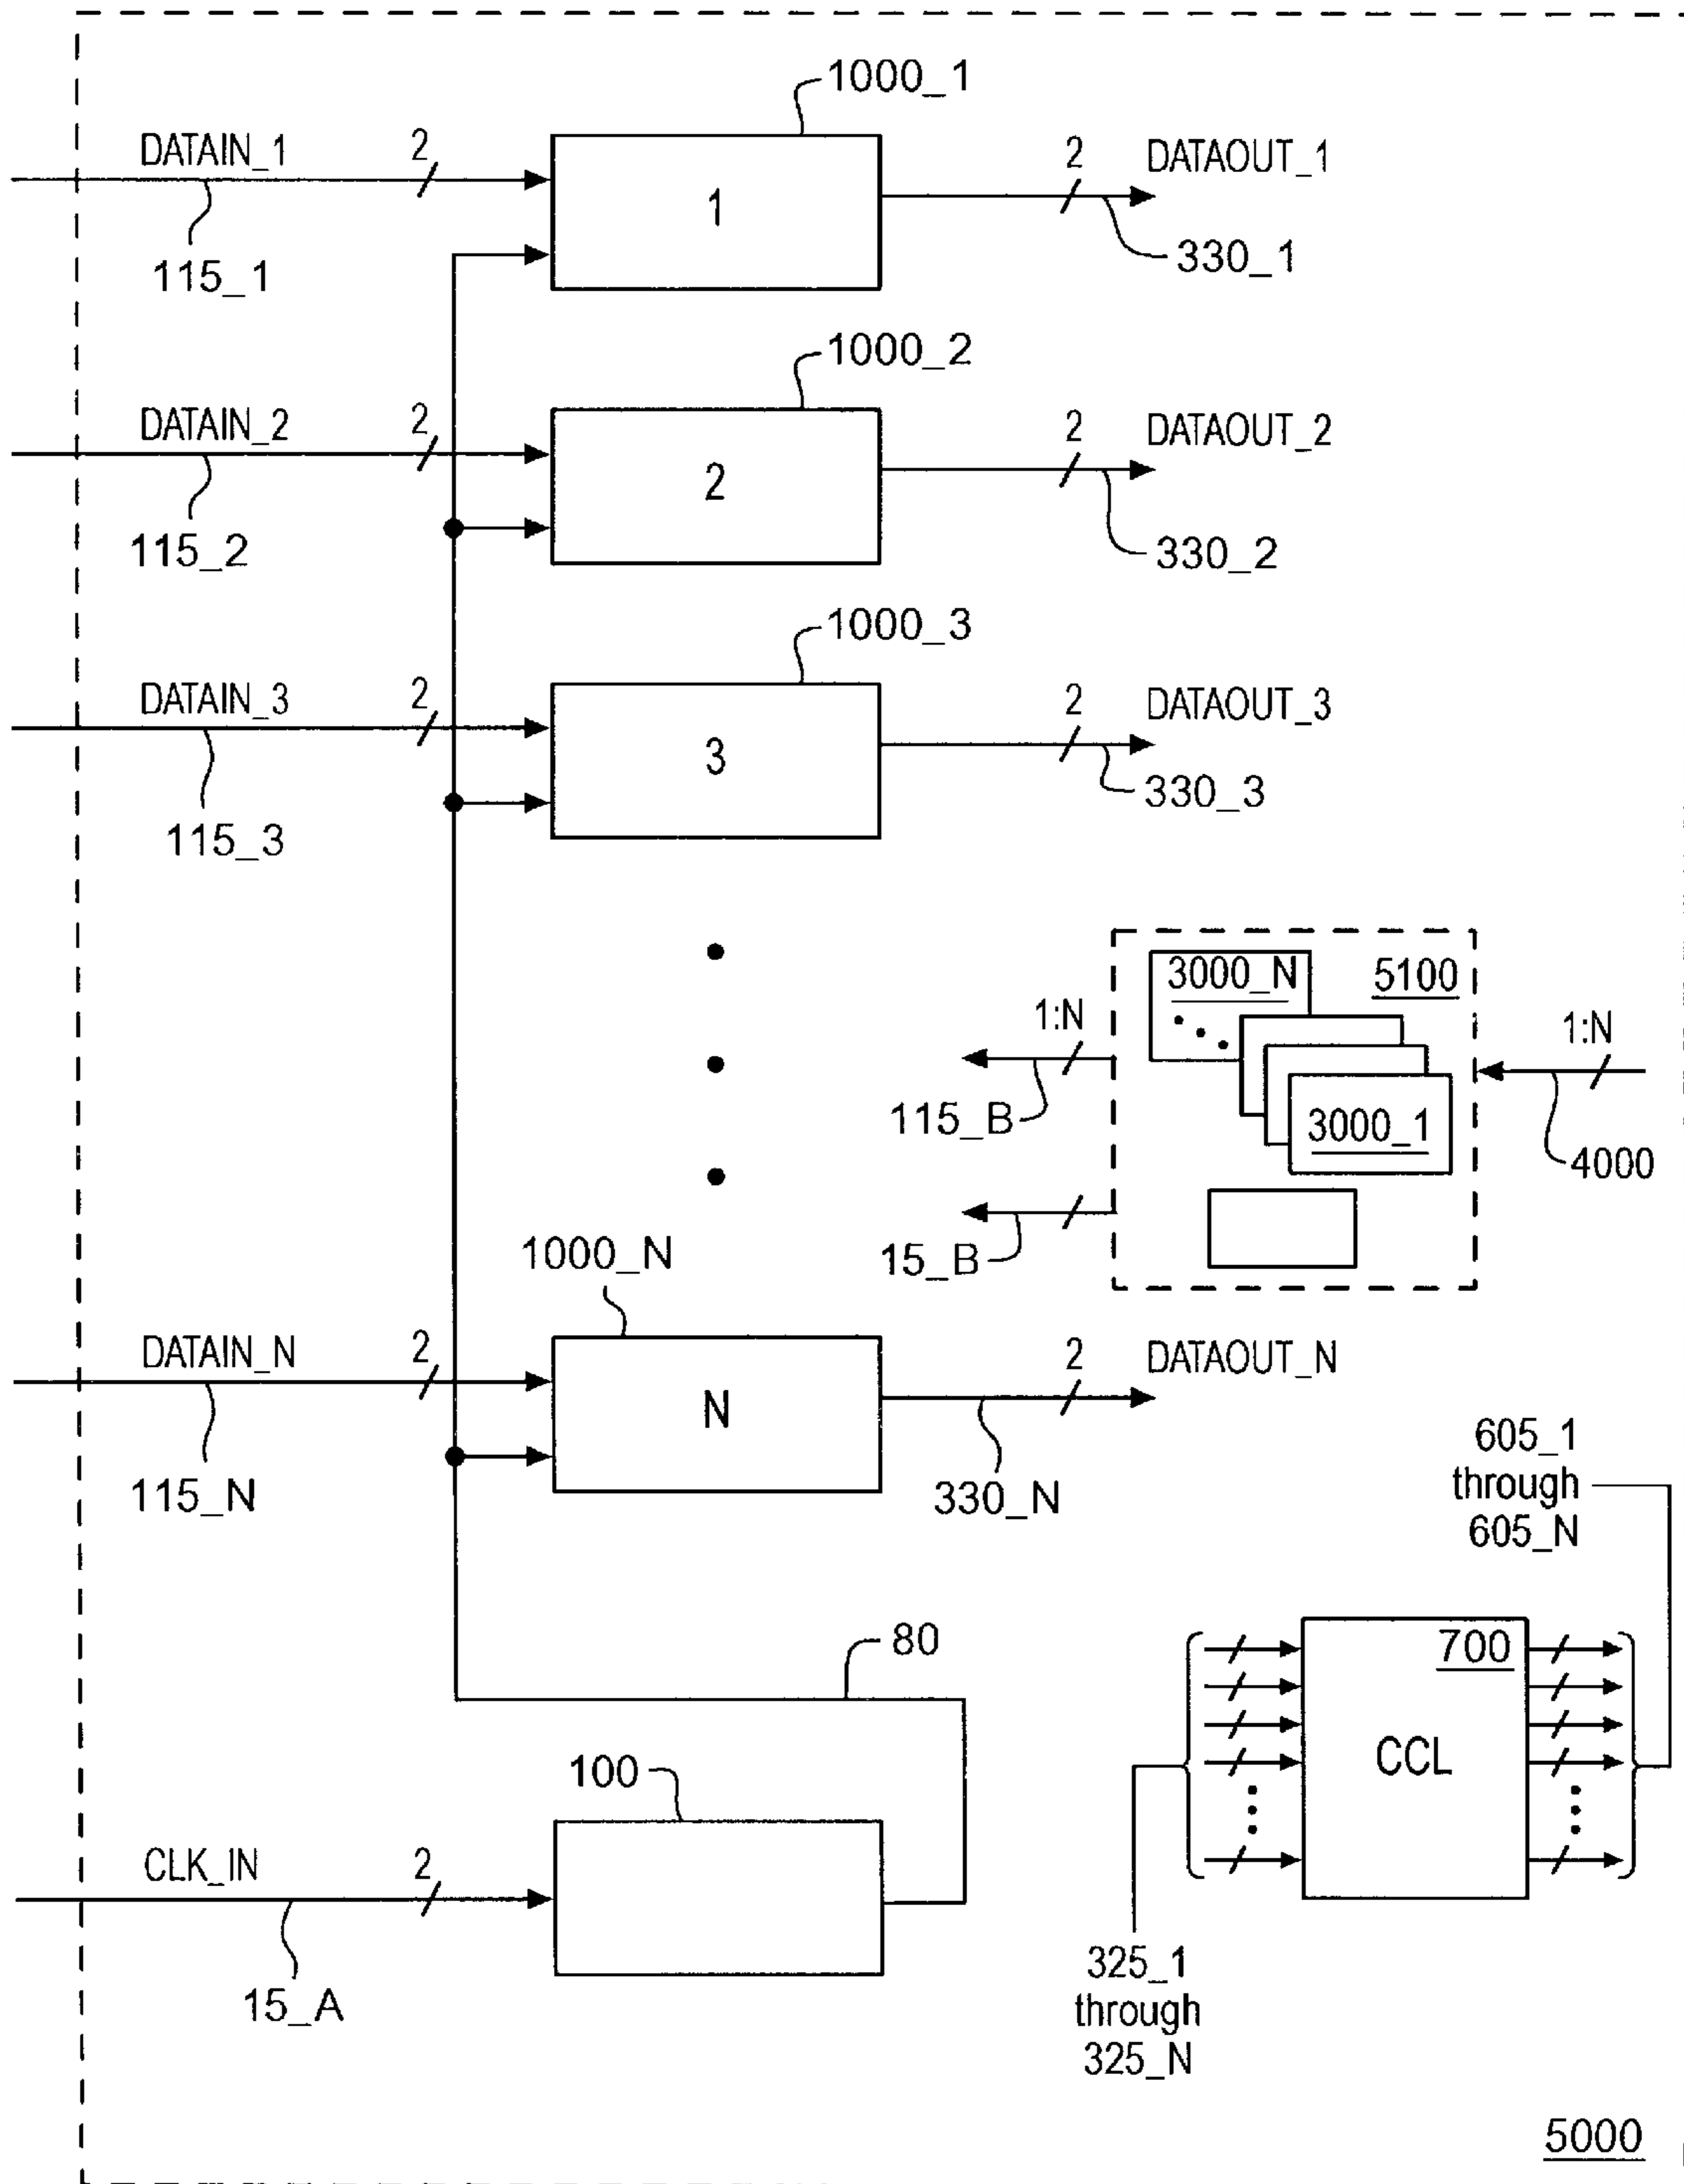 1000_1
DATAIN_1 2 2 DATAOUT_1
1
115_1 330_1
1000_2
DATAIN_2 2 2 DATAOUT_2
2
115_2 330_2
1000_3
DATAIN_3 2 2 DATAOUT_3
3
115_3 330_3
3000_N 5100
1:N 1:N
115_B 3000_1 4000
15_B
1000_N
DATAIN_N 2 2 DATAOUT_N
N
115_N 330_N
605_1
through
605_N
80
700
CCL
100
CLK_IN 2
15_A
325_1
through
325_N
5000